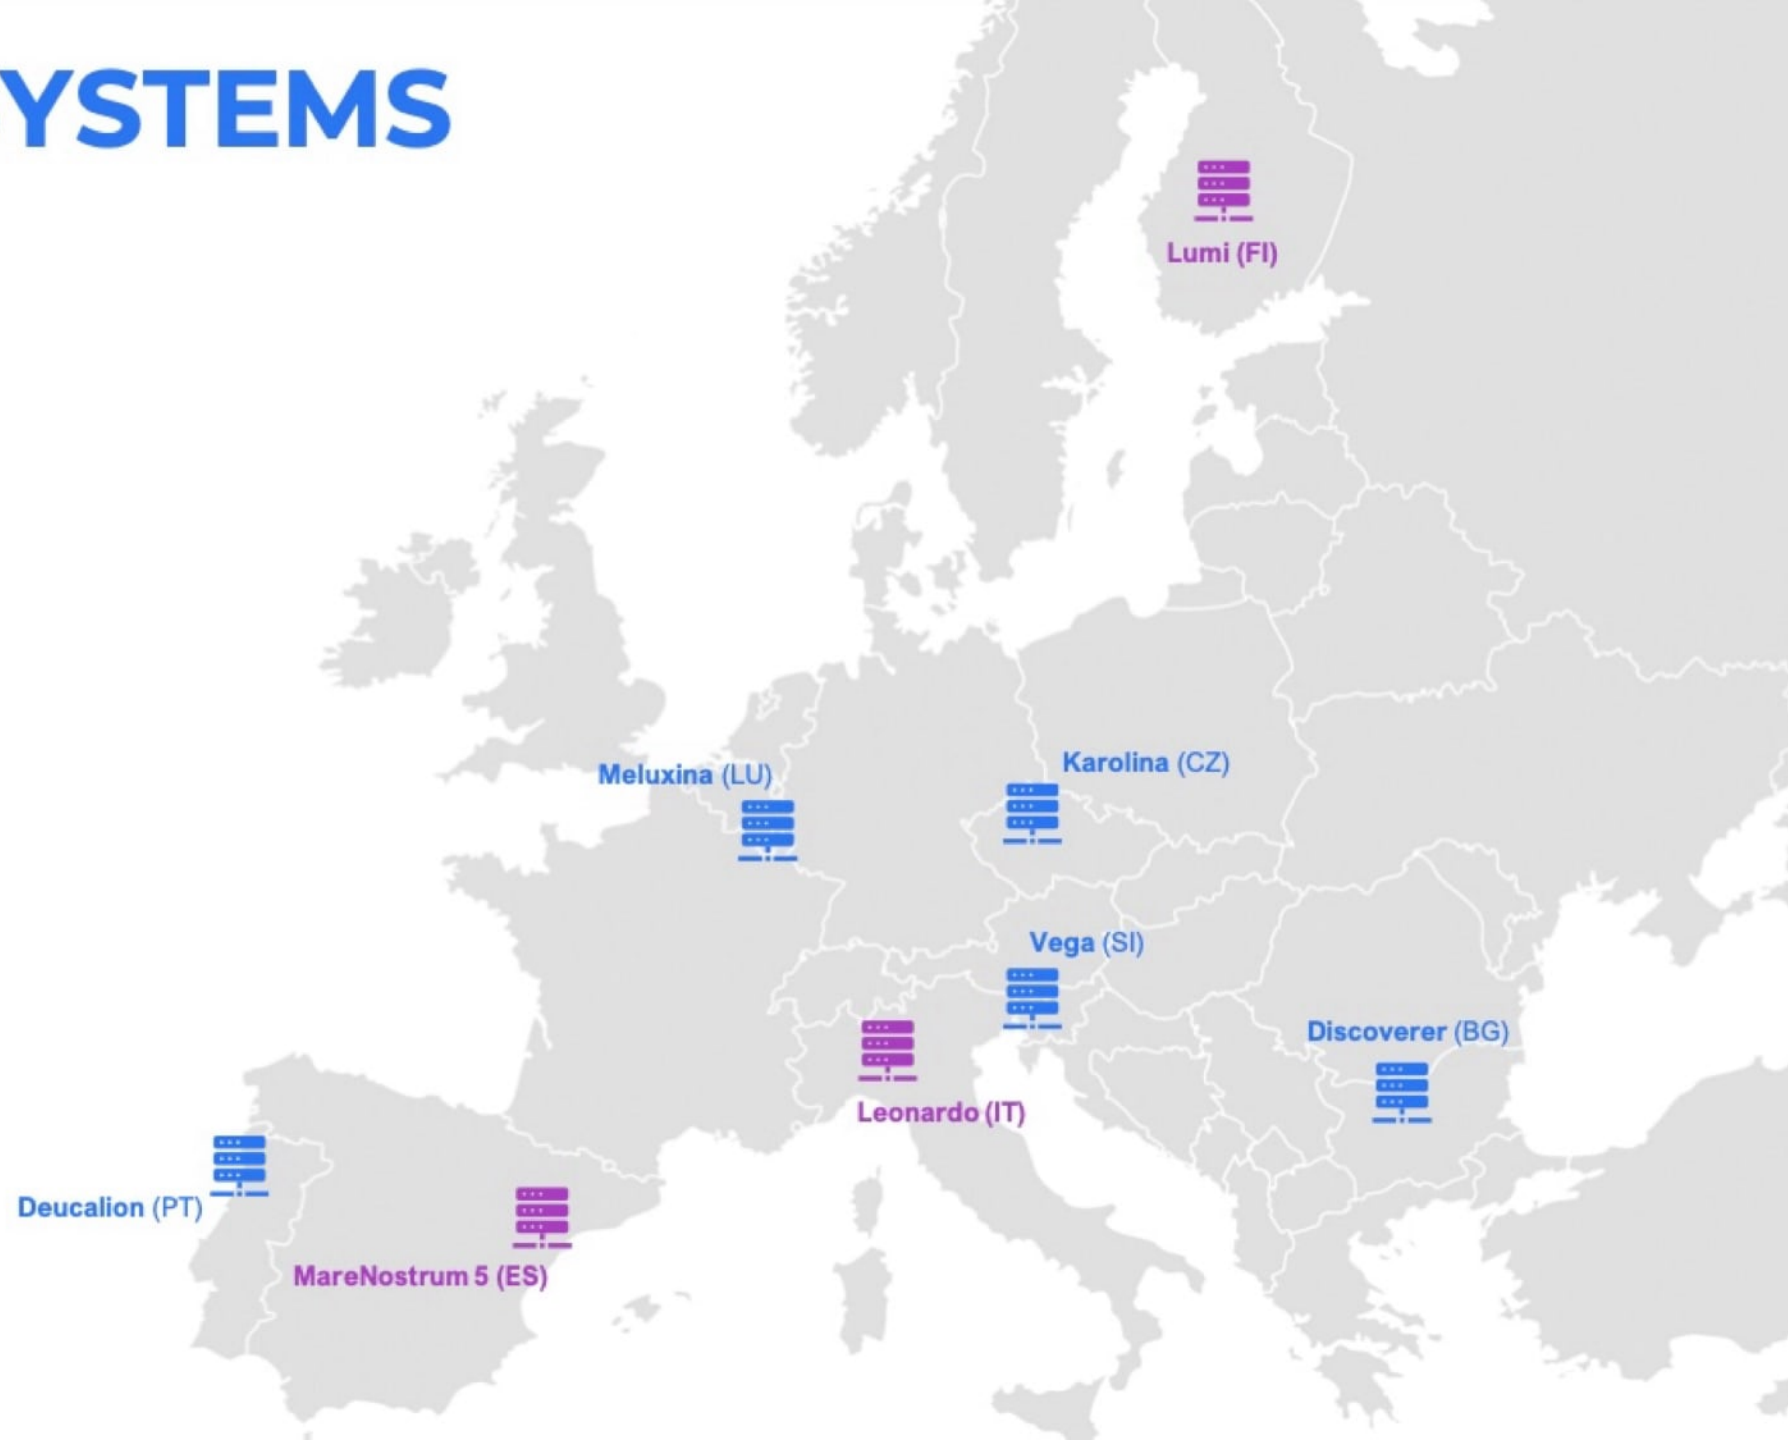 YSTEMS
Lumi (FI)
Karolina (CZ)
Meluxina (LU)
Vega (SI)
Discoverer (BG)
Leonardo (IT)
Deucalion (PT)
MareNostrum 5 (ES)